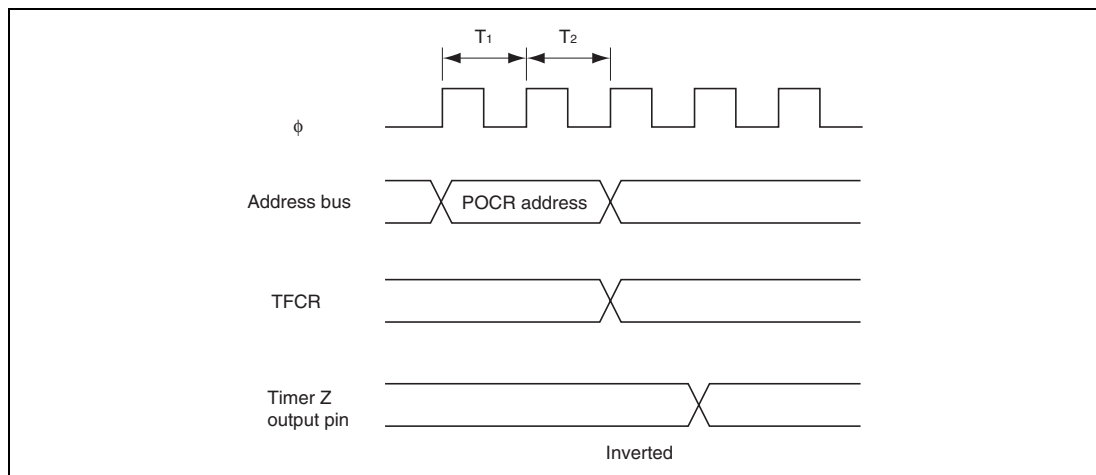 T1 T2
φ
Address bus POCR address
TFCR
Timer Z
output pin
Inverted